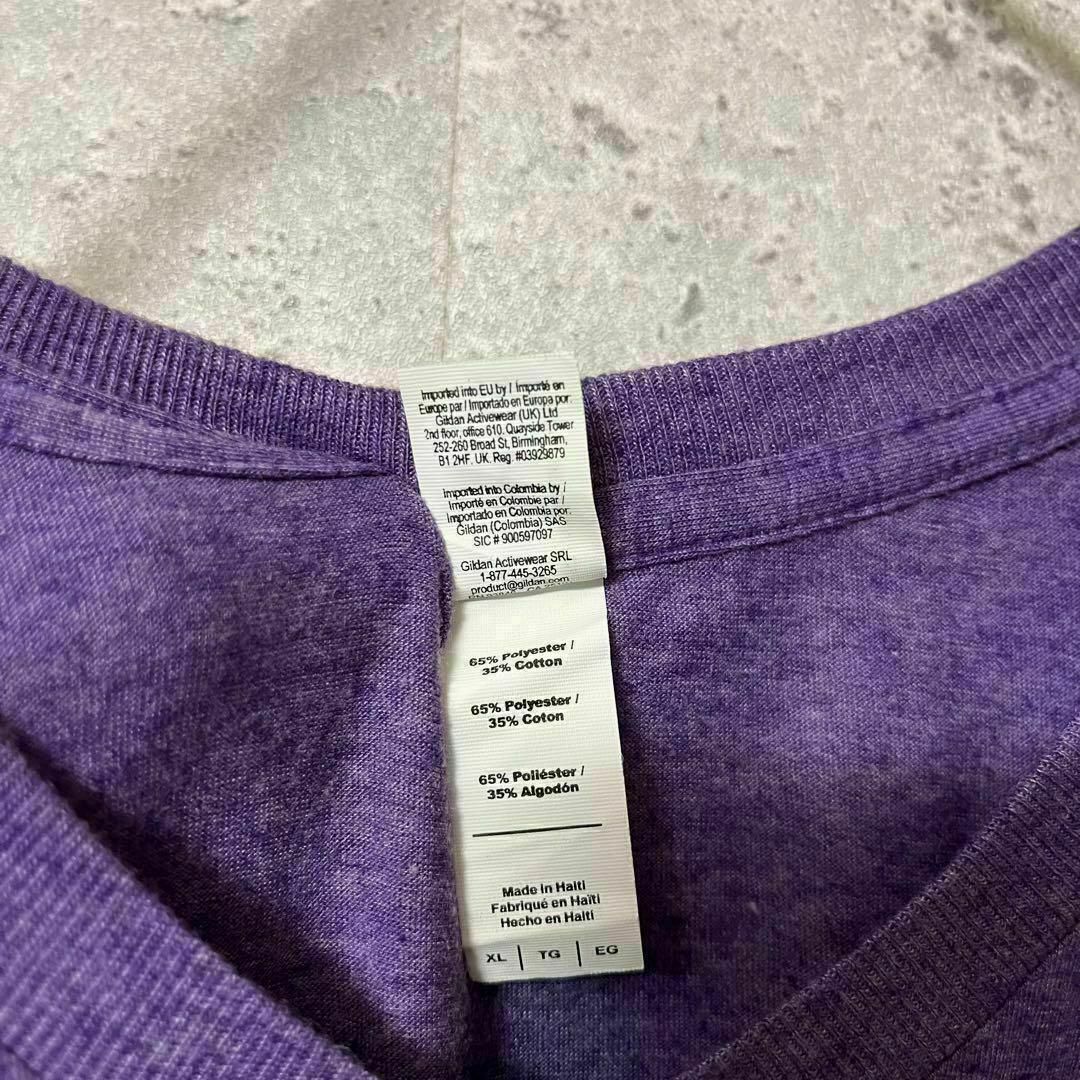 Imported into EU by / Importé en
Europe par / Importado en Europa por:
Gildan Activewear (UK) Ltd
2nd floor, office 610. Quayside Tower
252-260 Broad St, Birmingham,
B1 2HF. UK. Reg. #03929879
Imported into Colombia by /
Importé en Colombie par /
Importado en Colombia por:
Gildan (Colombia) SAS
SIC # 900597097
Gildan Activewear SRL
1-877-445-3265
product@gildan.com
65% Polyester /
35% Cotton
65% Polyester /
35% Coton
65% Poliéster /
35% Algodón
Made in Haiti
Fabriqué en Haïti
Hecho en Haití
XL | TG | EG